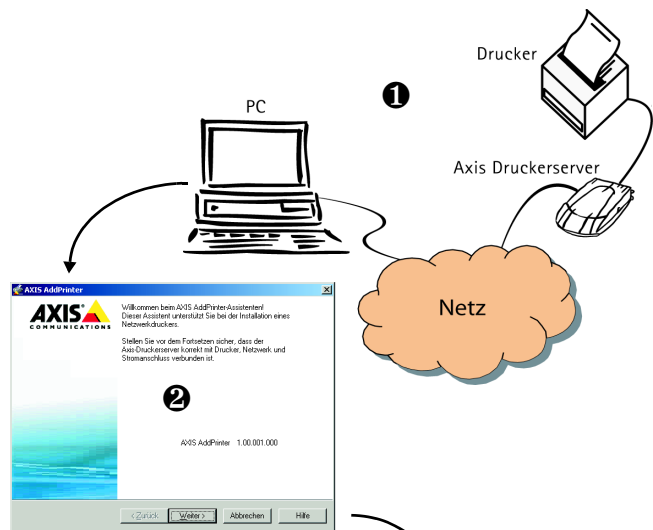 Drucker
❶
PC
Axis Druckerserver
Netz
AXIS AddPrinter
AXIS
COMMUNICATIONS
Willkommen beim AXIS AddPrinter-Assistenten!
Dieser Assistent unterstützt Sie bei der Installation eines
Netzwerkdruckers.
Stellen Sie vor dem Fortsetzen sicher, dass der
Axis-Druckerserver korrekt mit Drucker, Netzwerk und
Stromanschluss verbunden ist.
❷
AXIS AddPrinter 1.00.001.000
< Zurück
Weiter >
Abbrechen
Hilfe